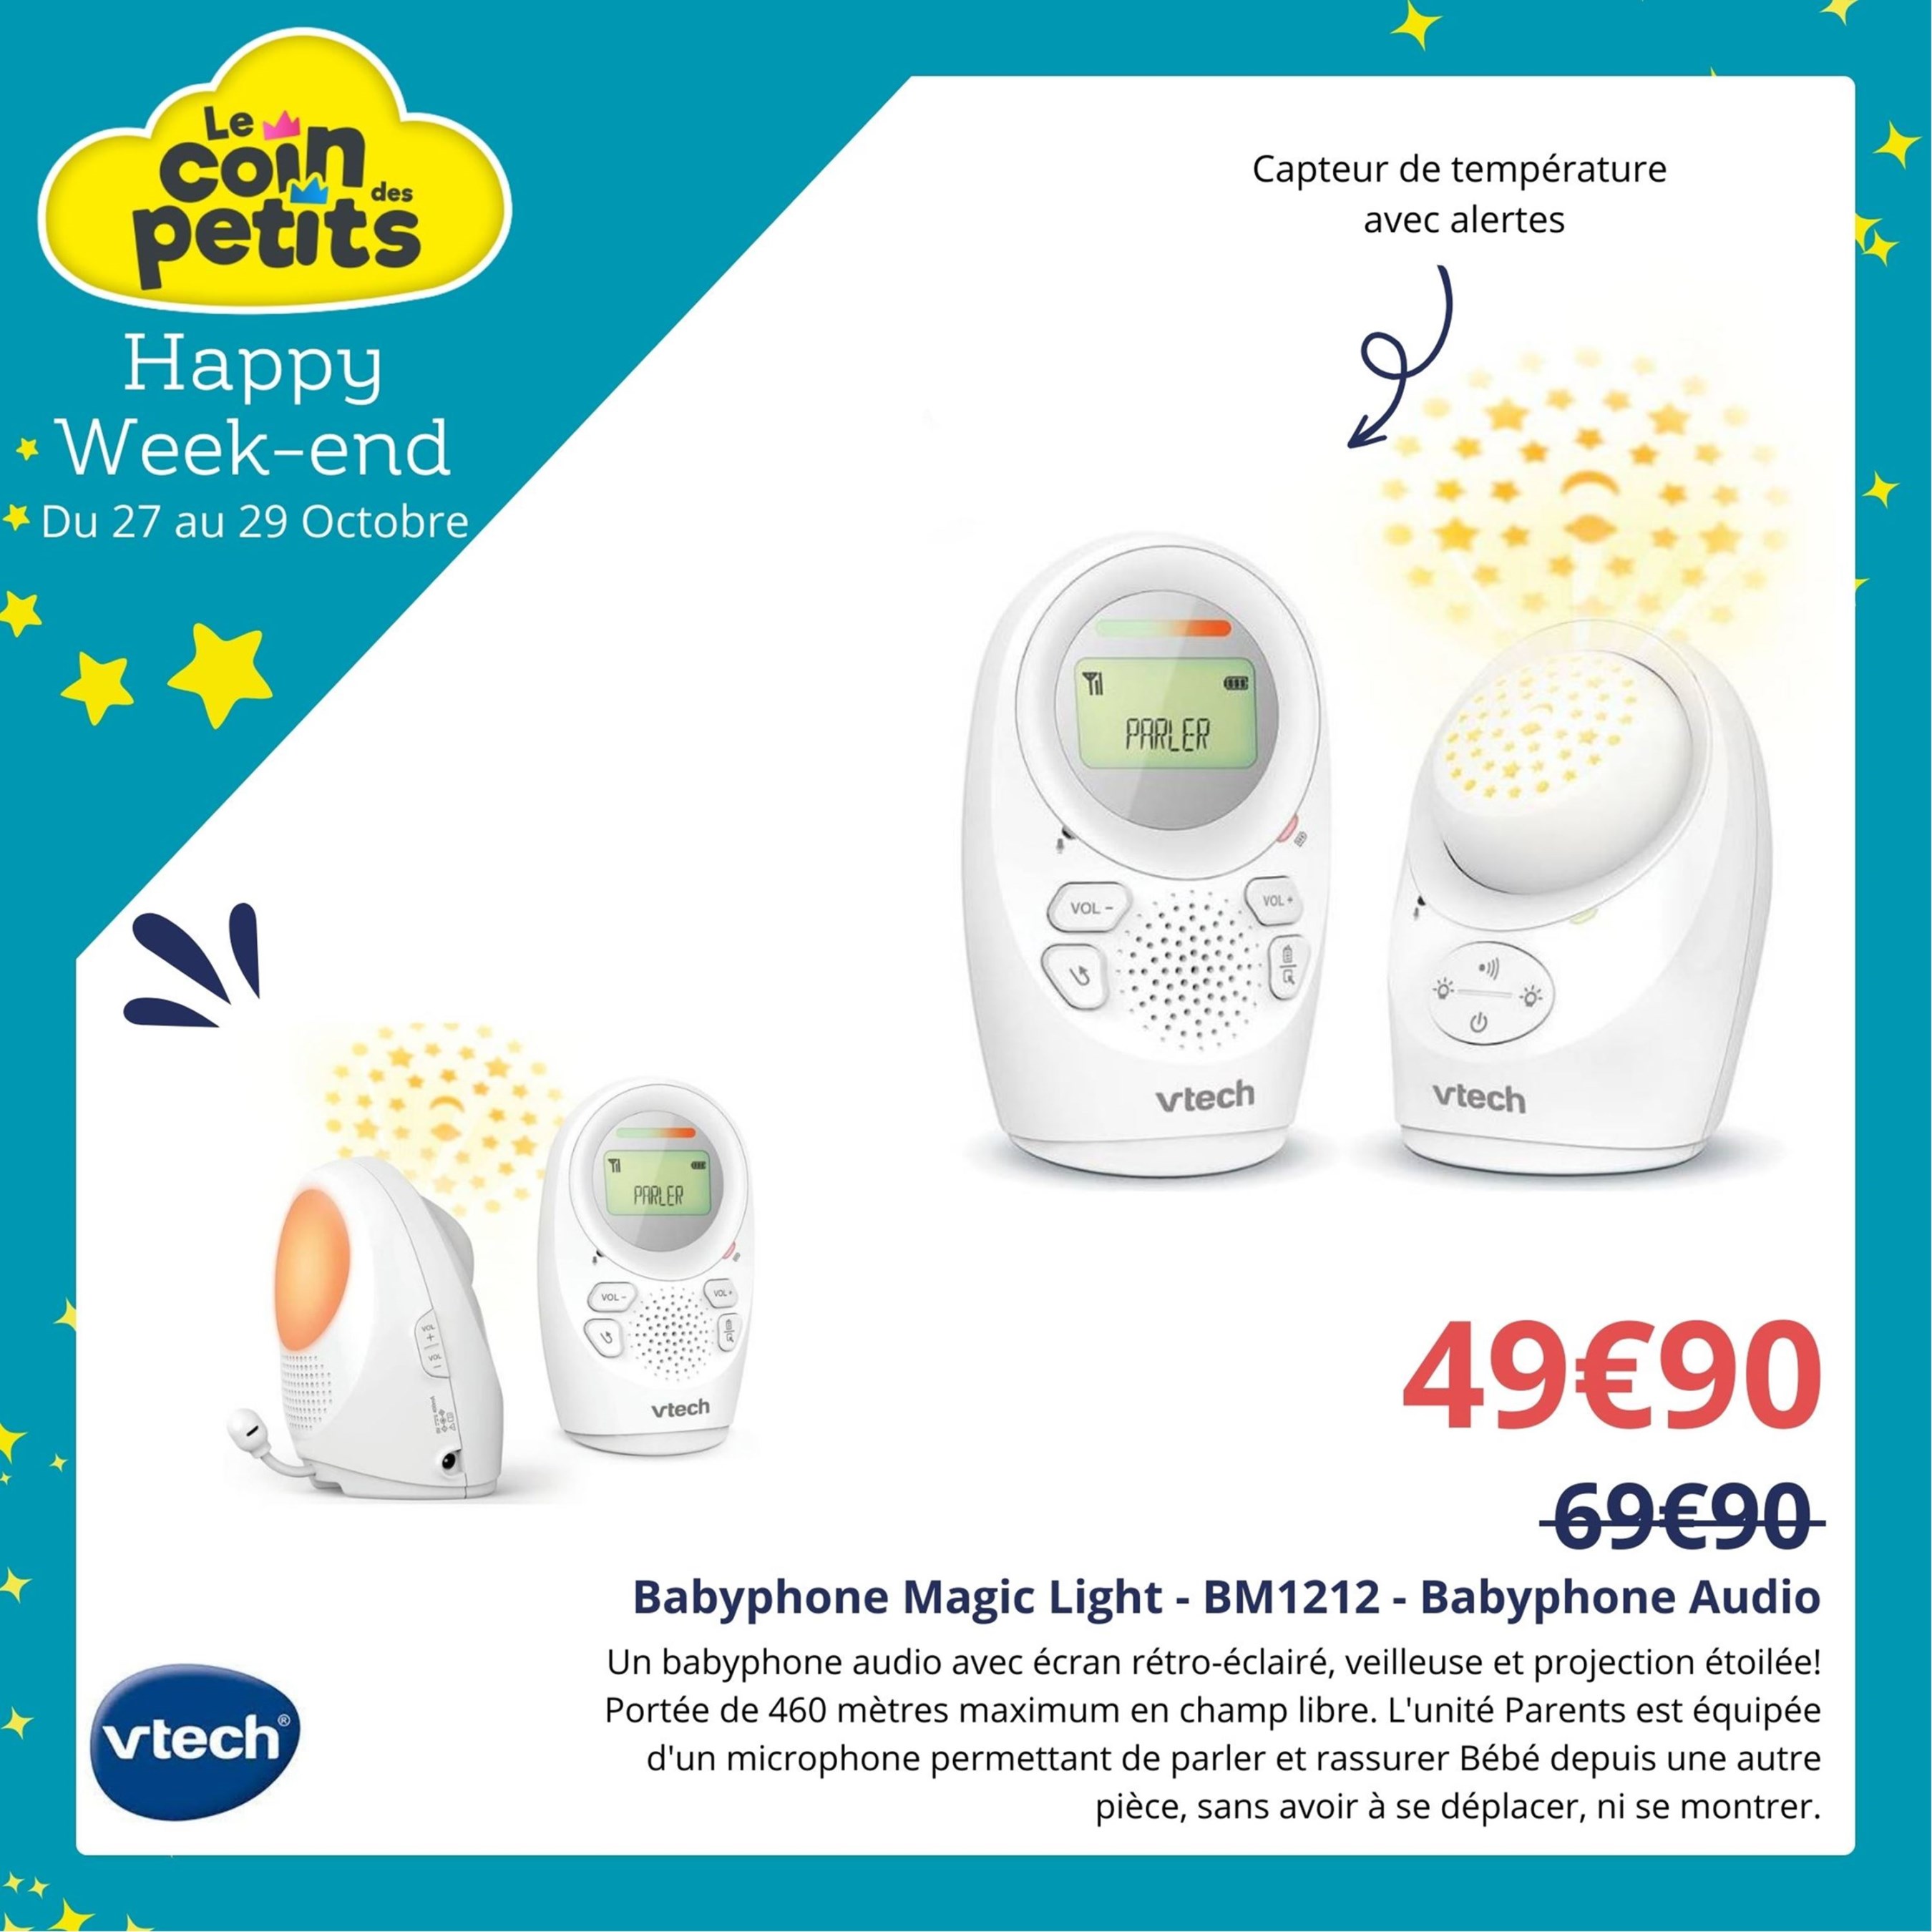 Le
coin
des
petits
Happy
Week-end
Du 27 au 29 Octobre
Capteur de température
avec alertes
PARLER
VOL -
VOL +
vtech
vtech
PARLER
VOL -
VOL +
VOL
+
VOL
-
vtech
49€90
69€90
Babyphone Magic Light - BM1212 - Babyphone Audio
Un babyphone audio avec écran rétro-éclairé, veilleuse et projection étoilée!
Portée de 460 mètres maximum en champ libre. L'unité Parents est équipée
d'un microphone permettant de parler et rassurer Bébé depuis une autre
pièce, sans avoir à se déplacer, ni se montrer.
vtech®